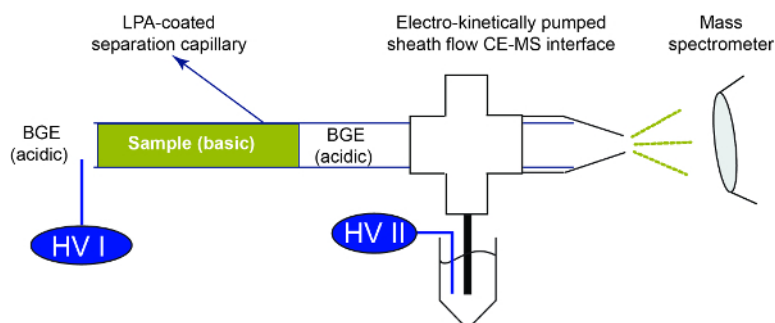 LPA-coated
separation capillary
Electro-kinetically pumped
sheath flow CE-MS interface
Mass
spectrometer
BGE
(acidic)
Sample (basic)
BGE
(acidic)
HV I
HV II